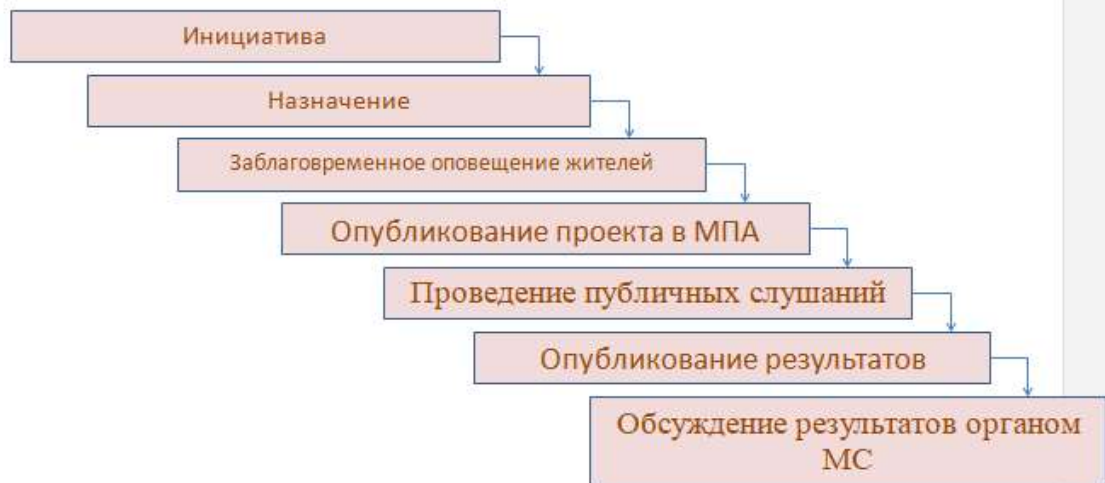 Инициатива
Назначение
Заблаговременное оповещение жителей
Опубликование проекта в МПА
Проведение публичных слушаний
Опубликование результатов
Обсуждение результатов органом
МС